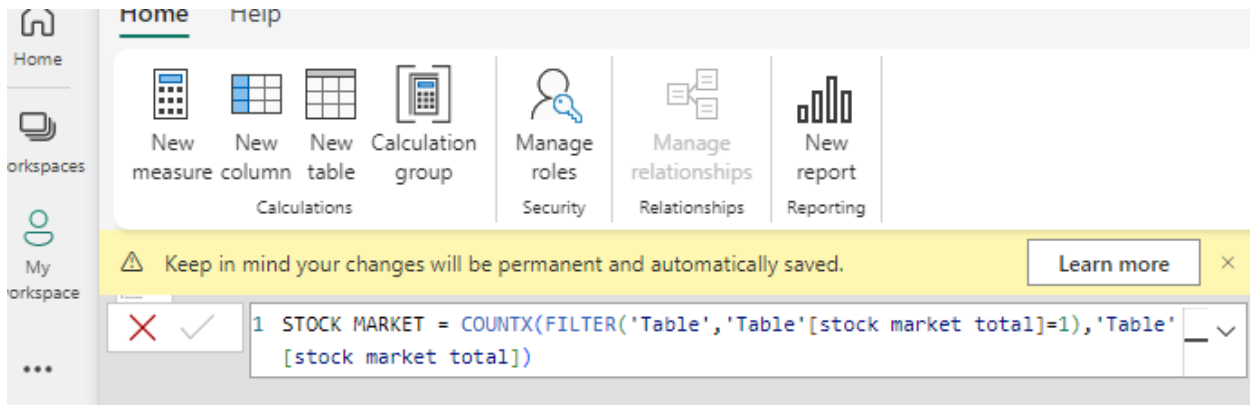 Home Help
Home
New measure
New column
New table
Calculation group
Manage roles
Manage relationships
New report
Calculations
Security
Relationships
Reporting
orkspaces
My
orkspace
Keep in mind your changes will be permanent and automatically saved.
Learn more
1 STOCK MARKET = COUNTX(FILTER('Table','Table'[stock market total]=1),'Table'
[stock market total])